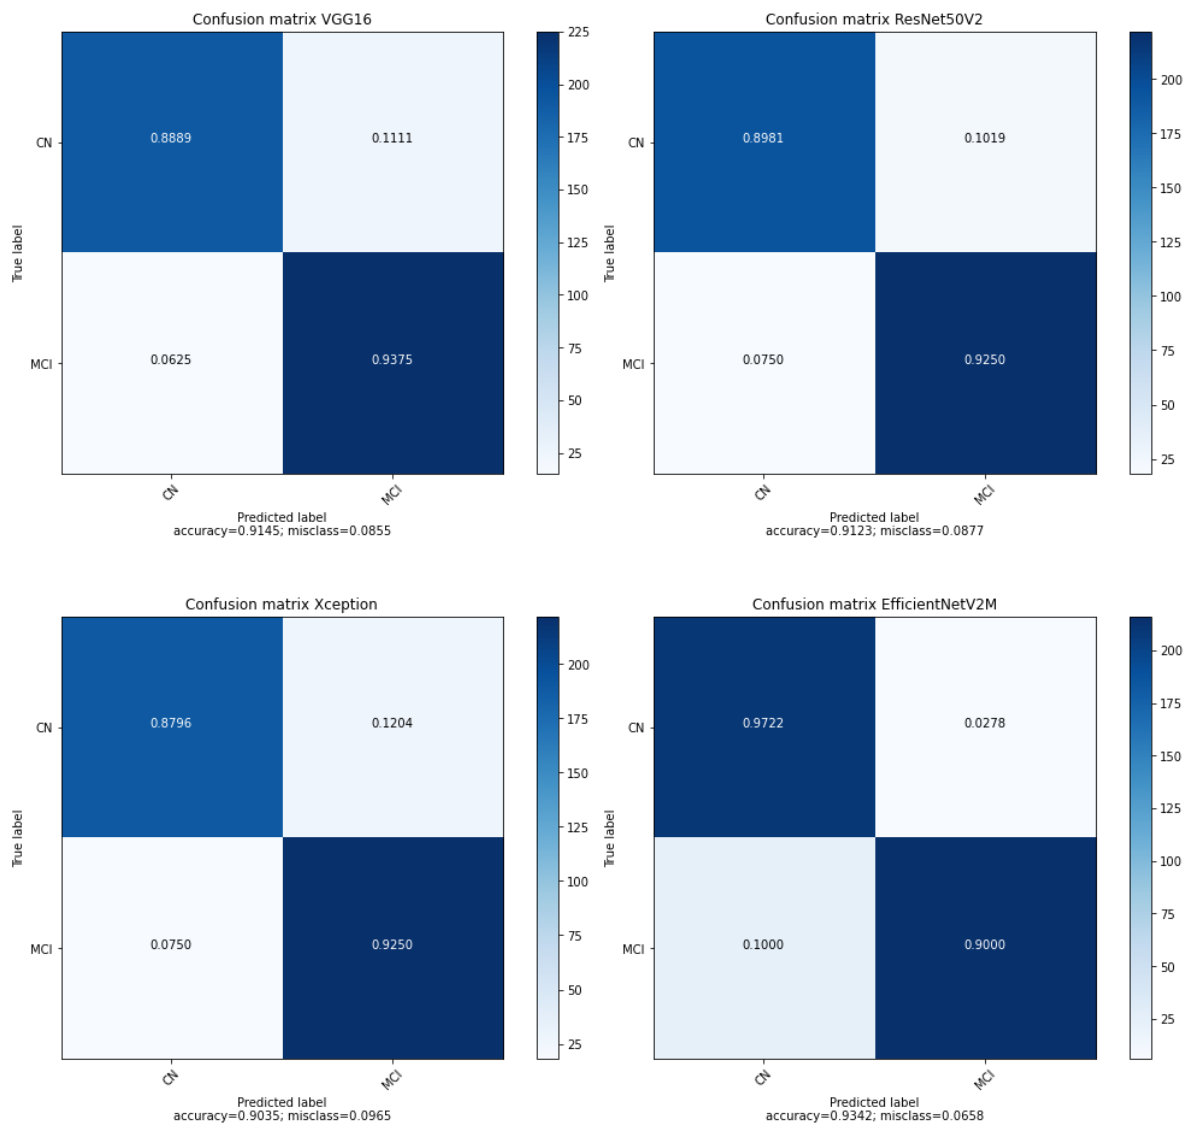 Confusion matrix VGG16
CN
0.8889
0.1111
MCI
0.0625
0.9375
True label
CN
MCI
Predicted label
accuracy=0.9145; misclass=0.0855
225
200
175
150
125
100
75
50
25
Confusion matrix ResNet50V2
CN
0.8981
0.1019
MCI
0.0750
0.9250
True label
CN
MCI
Predicted label
accuracy=0.9123; misclass=0.0877
200
175
150
125
100
75
50
25
Confusion matrix Xception
CN
0.8796
0.1204
MCI
0.0750
0.9250
True label
CN
MCI
Predicted label
accuracy=0.9035; misclass=0.0965
200
175
150
125
100
75
50
25
Confusion matrix EfficientNetV2M
CN
0.9722
0.0278
MCI
0.1000
0.9000
True label
CN
MCI
Predicted label
accuracy=0.9342; misclass=0.0658
200
175
150
125
100
75
50
25